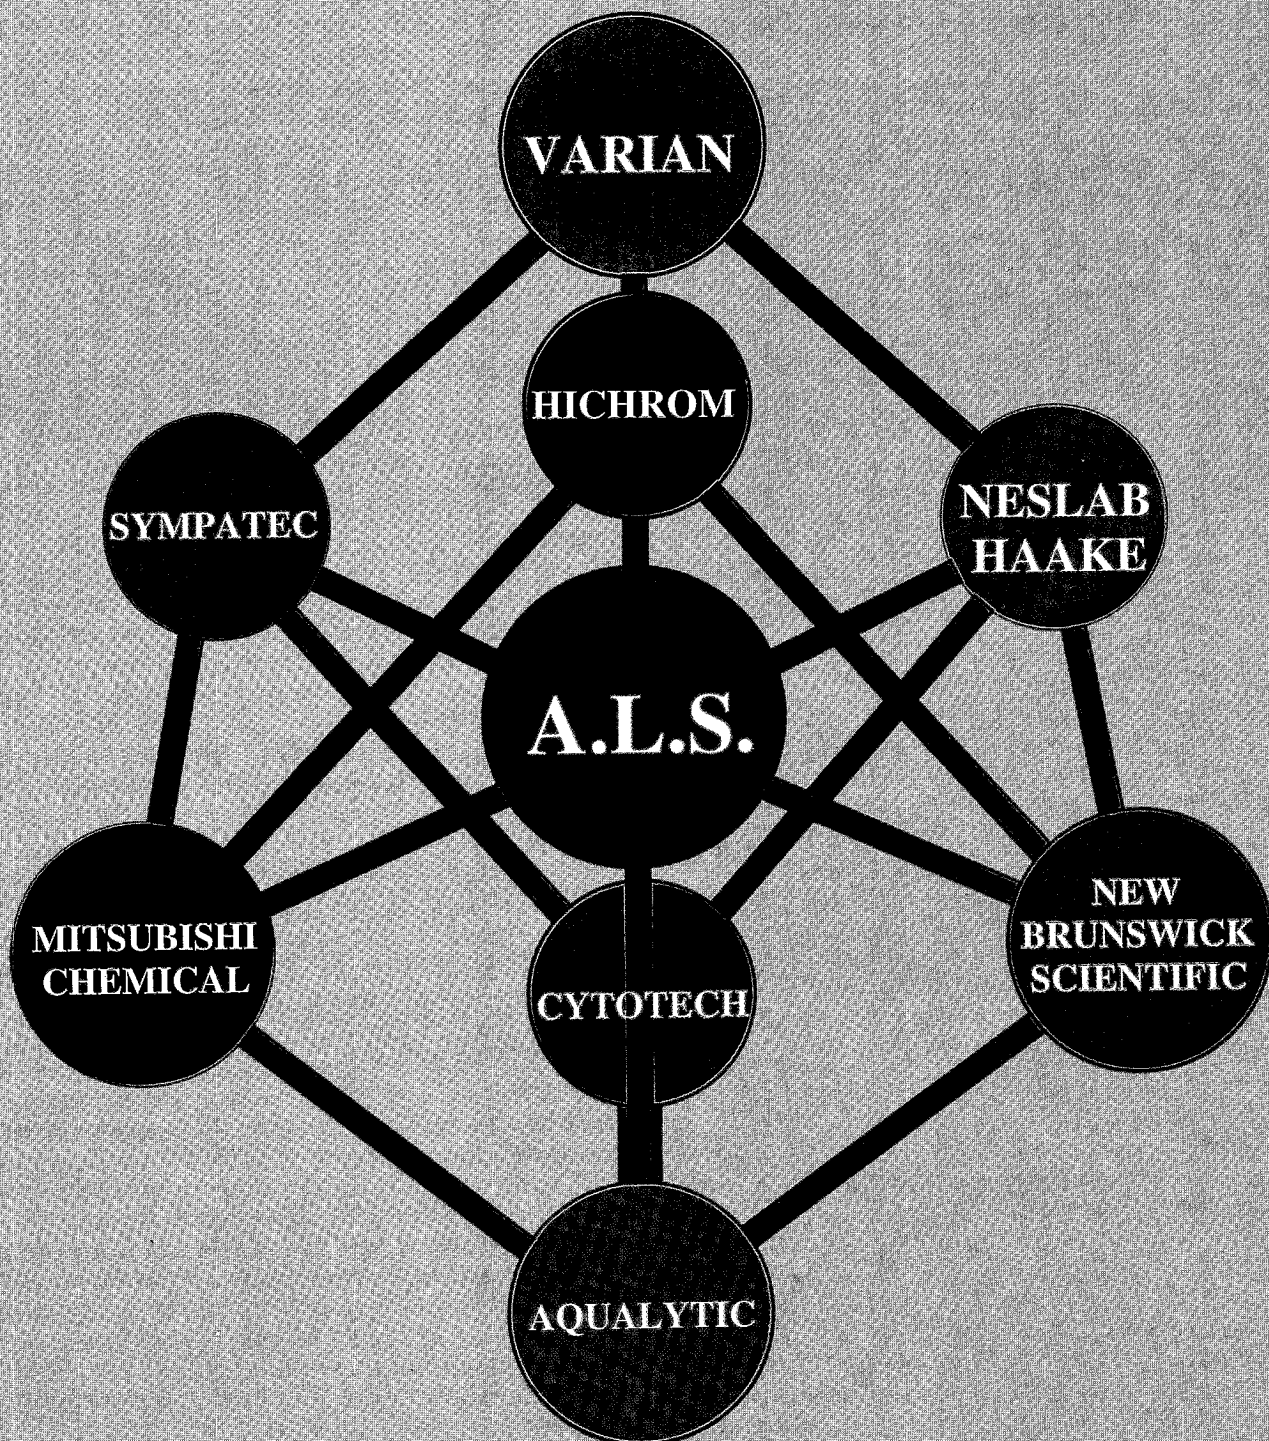 VARIAN
HICHROM
SYMPATEC
NESLAB
HAAKE
A.L.S.
MITSUBISHI
CHEMICAL
NEW
BRUNSWICK
SCIENTIFIC
CYTOTECH
AQUALYTIC